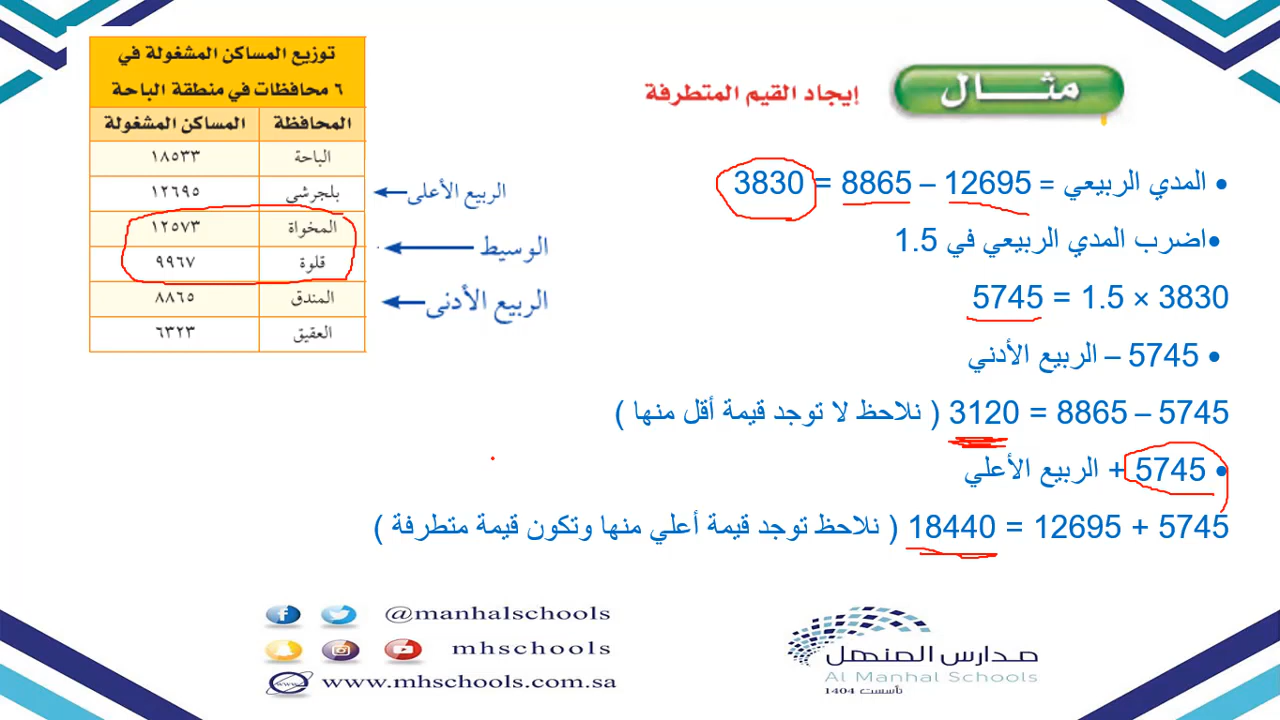 مثـــال
إيجاد القيم المتطرفة
توزيع المساكن المشغولة في
٦ محافظات في منطقة الباحة
المحافظة المساكن المشغولة
الباحة ١٨٥٣٣
بلجرشي ١٢٦٩٥
المخواة ١٢٥٧٣
قلوة ٩٩٦٧
المندق ٨٨٦٥
العقيق ٦٣٢٣
الربيع الأعلى
الوسيط
الربيع الأدنى
• المدي الربيعي = 12695 – 8865 = 3830
•اضرب المدي الربيعي في 1.5
3830 × 1.5 = 5745
• 5745 – الربيع الأدني
5745 – 8865 = 3120 ( نلاحظ لا توجد قيمة أقل منها )
• 5745 + الربيع الأعلي
5745 + 12695 = 18440 ( نلاحظ توجد قيمة أعلي منها وتكون قيمة متطرفة )
@manhalschools
mhschools
www.mhschools.com.sa
مدارس المنهل
Al Manhal Schools
تأسست 1404